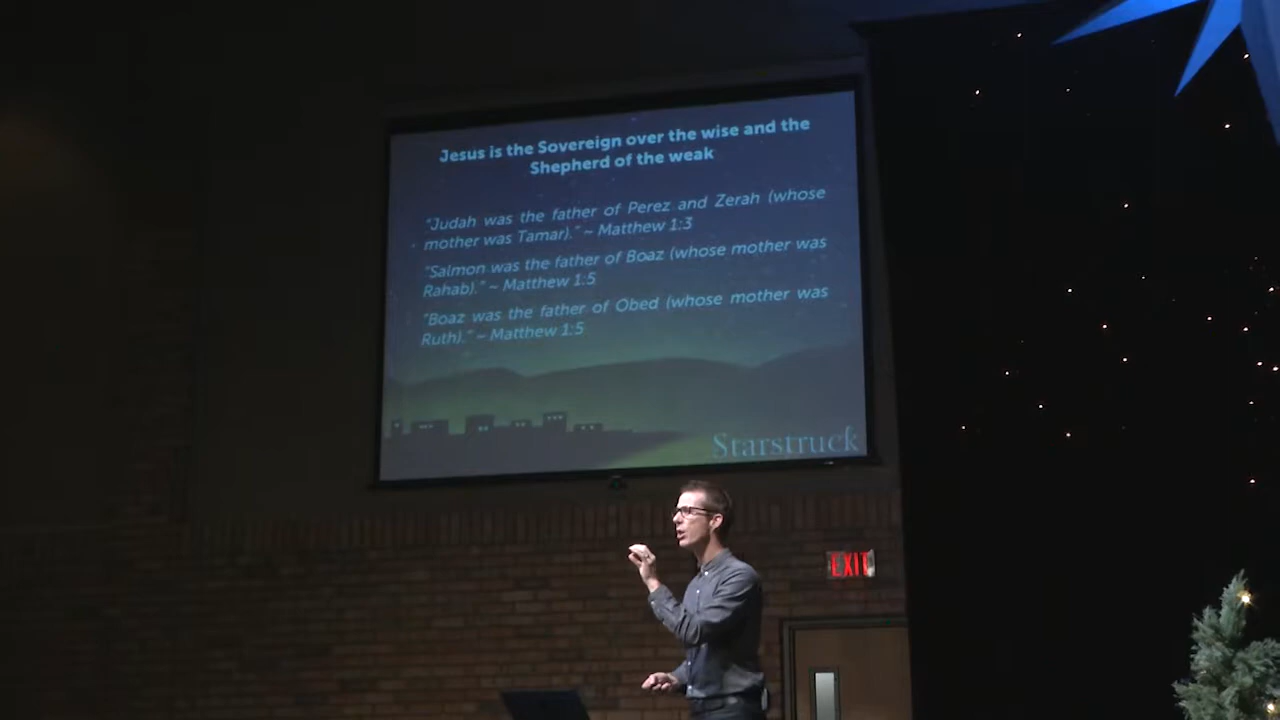 Jesus is the Sovereign over the wise and the
Shepherd of the weak
"Judah was the father of Perez and Zerah (whose
mother was Tamar)." ~ Matthew 1:3
"Salmon was the father of Boaz (whose mother was
Rahab)." ~ Matthew 1:5
"Boaz was the father of Obed (whose mother was
Ruth)." ~ Matthew 1:5
Starstruck
EXIT